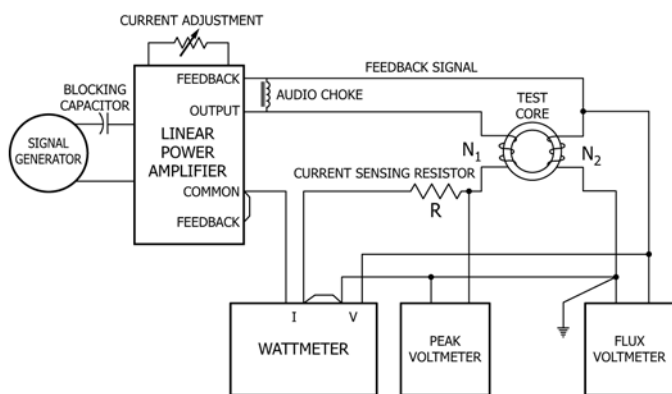 CURRENT ADJUSTMENT
FEEDBACK
FEEDBACK SIGNAL
BLOCKING
CAPACITOR
AUDIO CHOKE
TEST
CORE
OUTPUT
SIGNAL
GENERATOR
LINEAR
POWER
AMPLIFIER
N₁
N₂
CURRENT SENSING RESISTOR
COMMON
R
FEEDBACK
I
V
WATTMETER
PEAK
VOLTMETER
FLUX
VOLTMETER